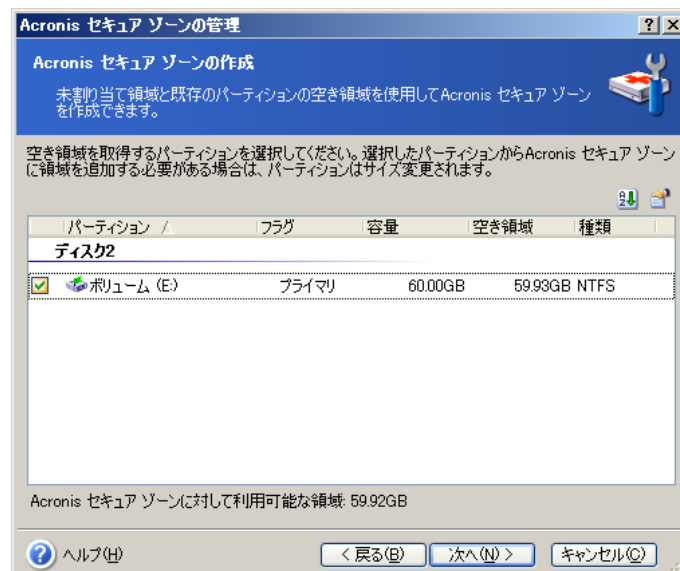 Acronis セキュア ゾーンの管理
Acronis セキュア ゾーンの作成
未割り当て領域と既存のパーティションの空き領域を使用してAcronis セキュア ゾーン
を作成できます。
空き領域を取得するパーティションを選択してください。選択したパーティションからAcronis セキュア ゾーン
に領域を追加する必要がある場合は、パーティションはサイズ変更されます。
パーティション フラグ 容量 空き領域 種類
ディスク2
ボリューム (E:) プライマリ 60.00GB 59.93GB NTFS
Acronis セキュア ゾーンに対して利用可能な領域: 59.92GB
ヘルプ(H) < 戻る(B) 次へ(N) > キャンセル(C)